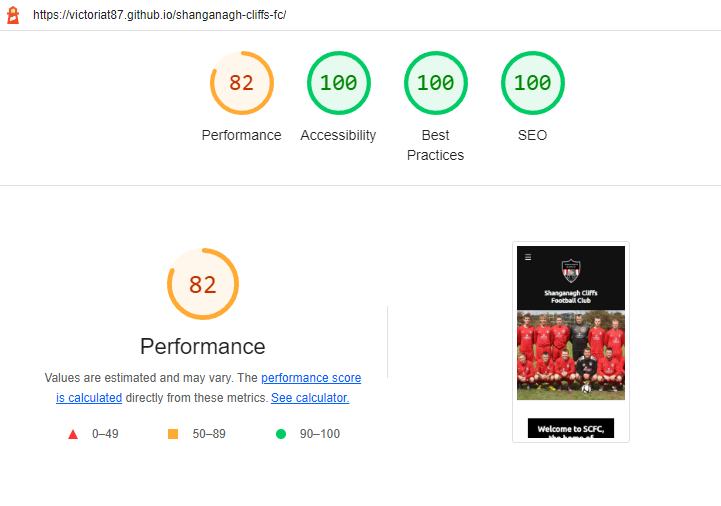 https://victoriat87.github.io/shanganagh-cliffs-fc/
82
100
100
100
Performance
Accessibility
Best
Practices
SEO
82
Performance
Values are estimated and may vary. The performance score
is calculated directly from these metrics. See calculator.
0–49
50–89
90–100
Shanganagh Cliffs
Football Club
Welcome to SCFC,
the home of